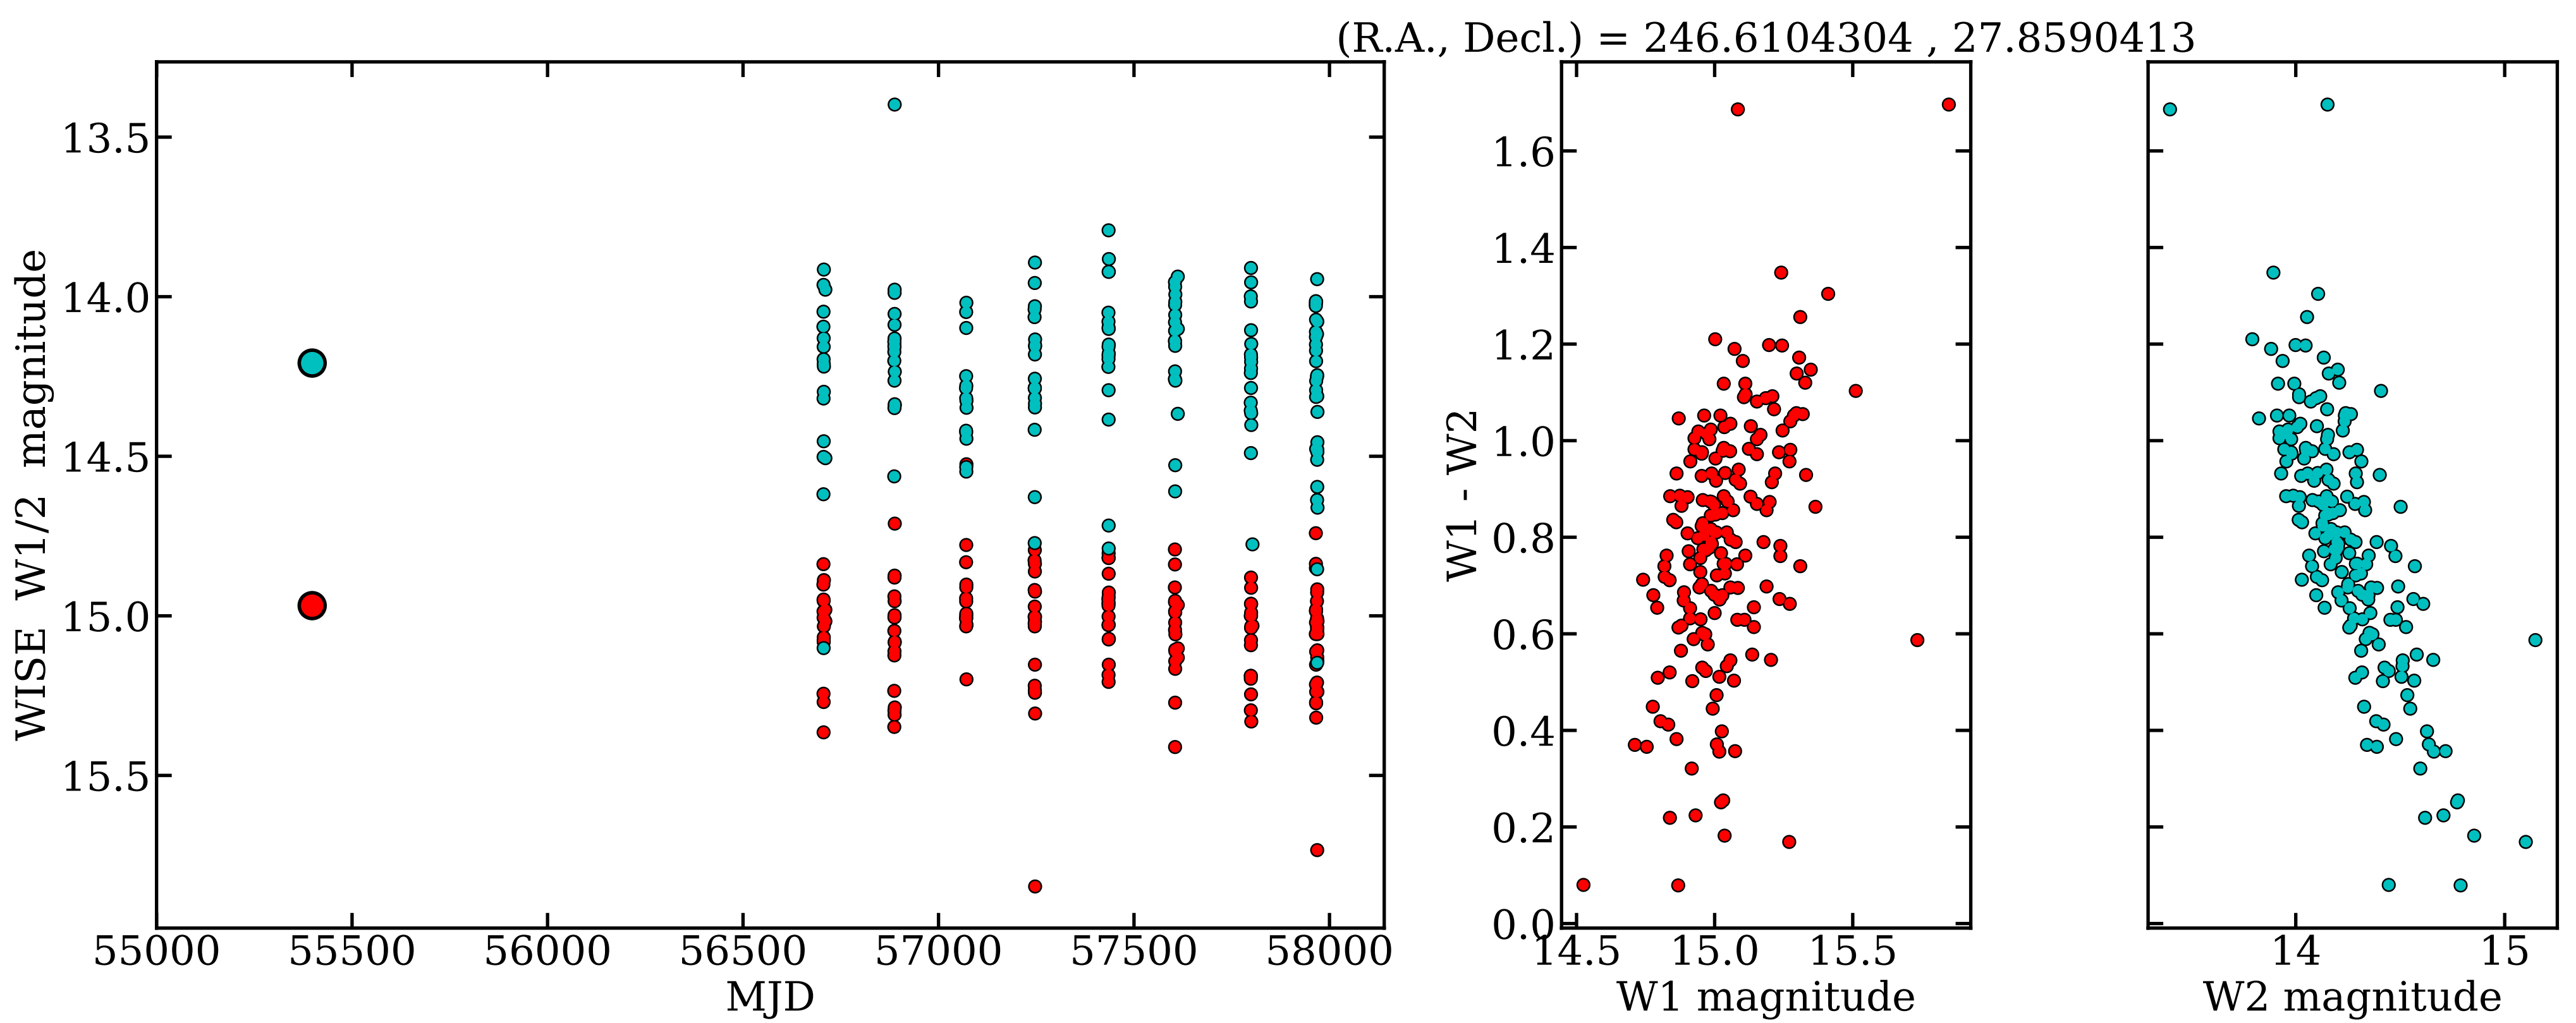 (R.A., Decl.) = 246.6104304 , 27.8590413
WISE W1/2 magnitude
13.5
14.0
14.5
15.0
15.5
55000 55500 56000 56500 57000 57500 58000
MJD
W1 - W2
1.6
1.4
1.2
1.0
0.8
0.6
0.4
0.2
0.0
14.5 15.0 15.5
W1 magnitude
14 15
W2 magnitude